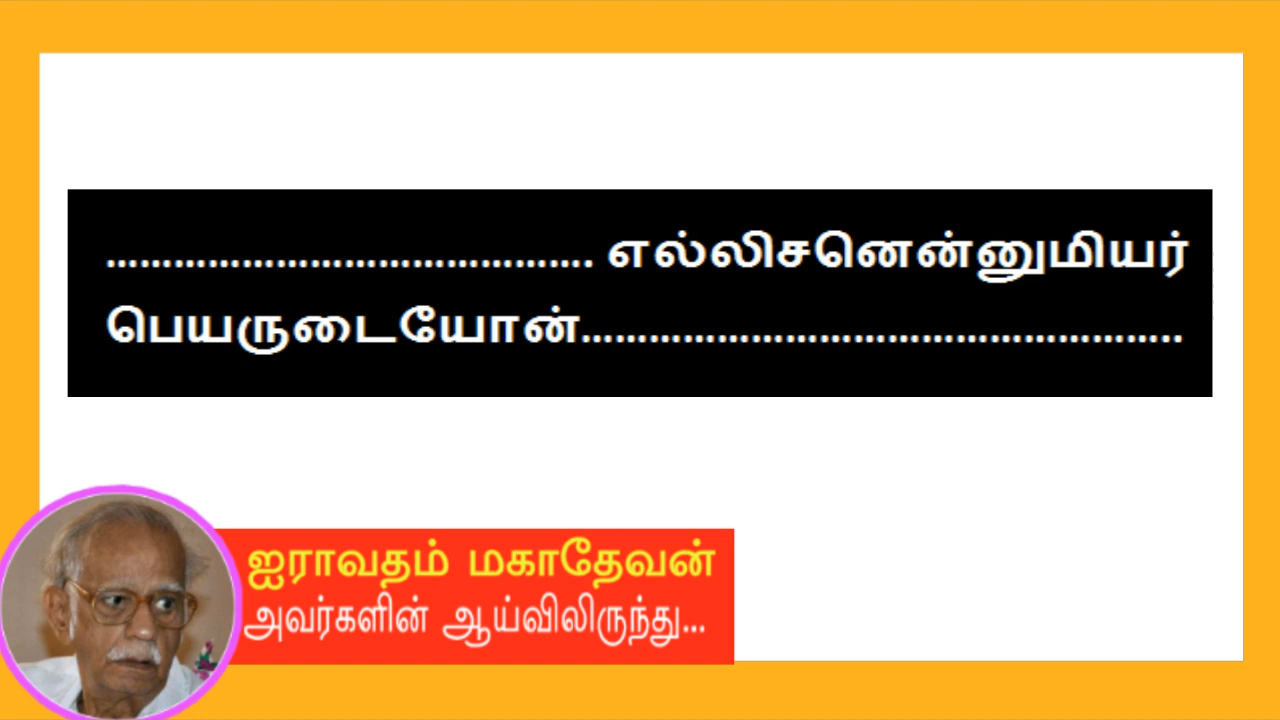 ........................................ எல்லிசனென்னுமியர்
பெயருடையோன்..................................................
ஐராவதம் மகாதேவன்
அவர்களின் ஆய்விலிருந்து...